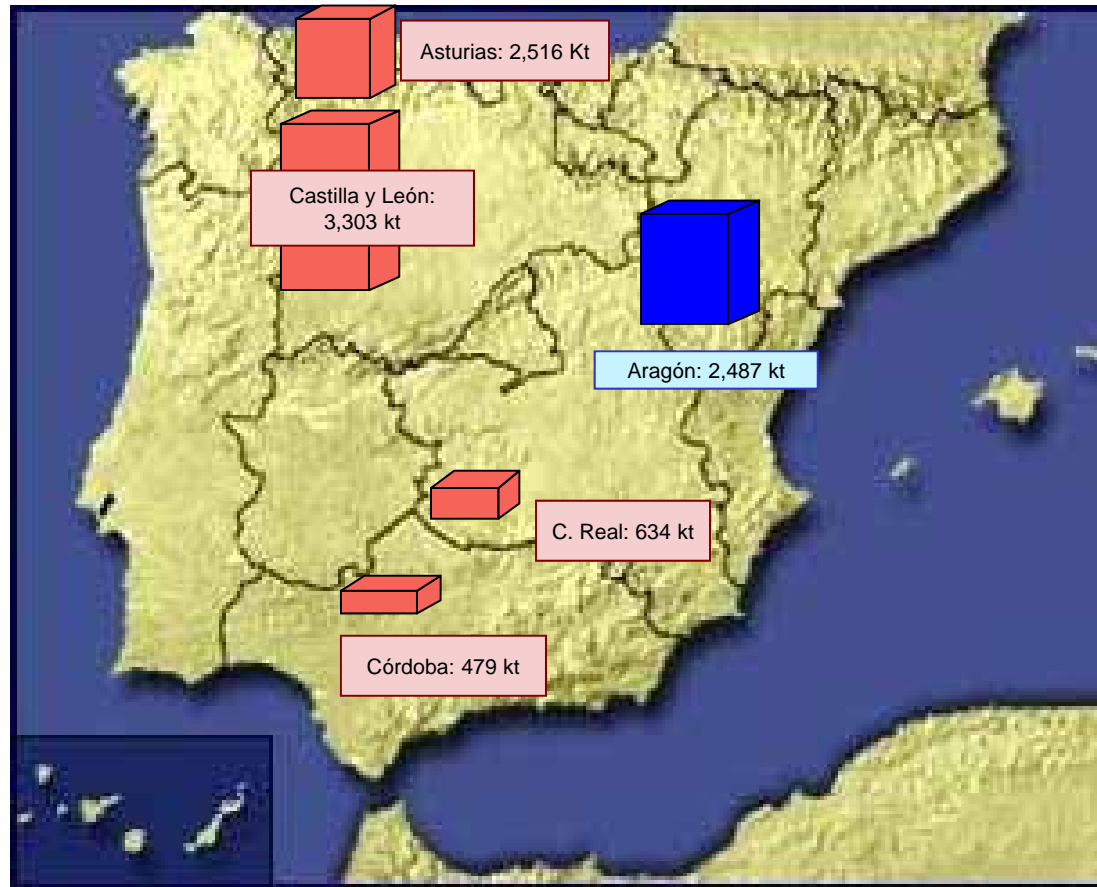 Asturias: 2,516 Kt
Castilla y León:
3,303 kt
Aragón: 2,487 kt
C. Real: 634 kt
Córdoba: 479 kt